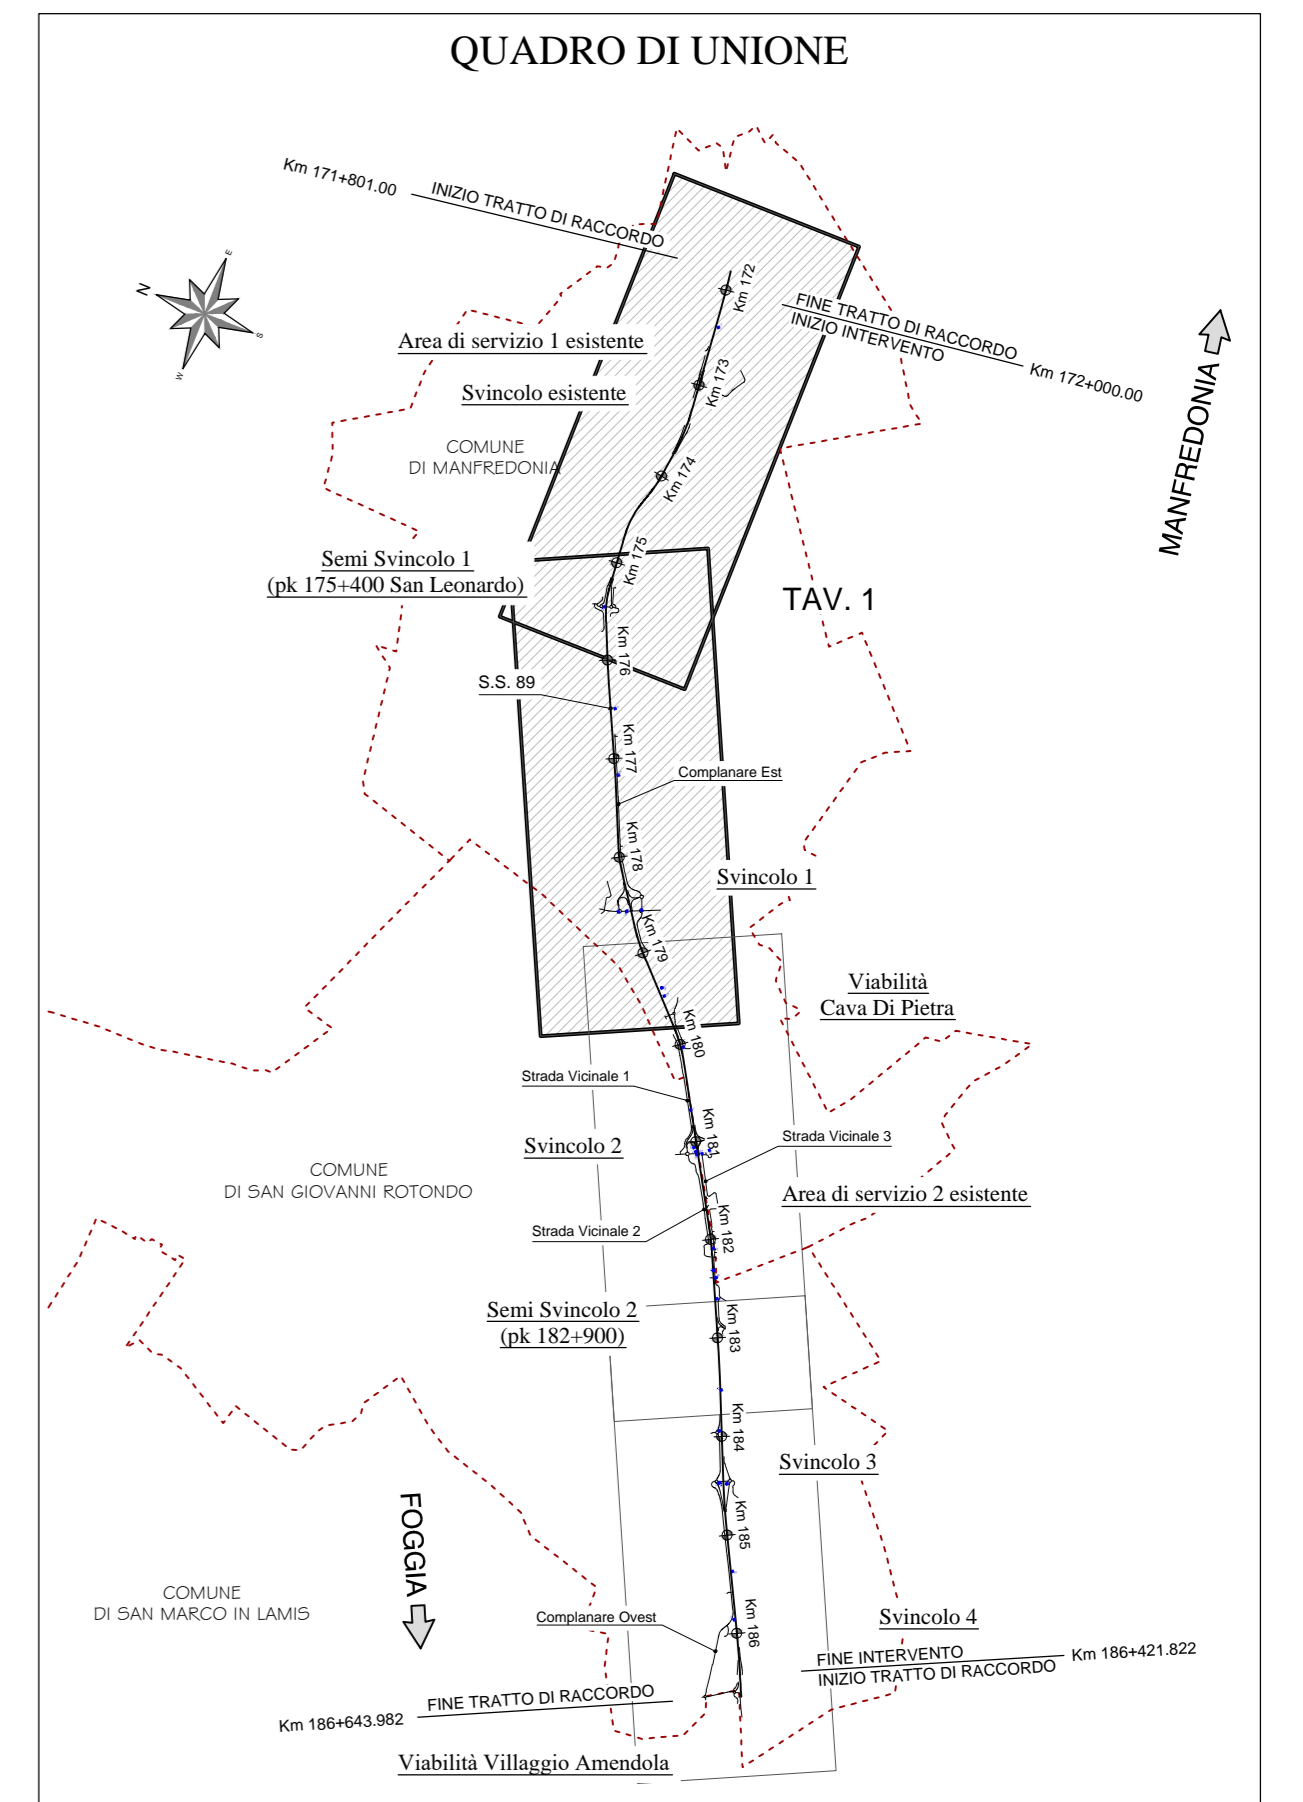 QUADRO DI UNIONE
Km 171+801.00
INIZIO TRATTO DI RACCORDO
N
E
S
W
Km 172
FINE TRATTO DI RACCORDO
INIZIO INTERVENTO
Km 172+000.00
MANFREDONIA
Area di servizio 1 esistente
Km 173
Svincolo esistente
COMUNE
DI MANFREDONIA
Km 174
Km 175
Semi Svincolo 1
(pk 175+400 San Leonardo)
TAV. 1
Km 176
S.S. 89
Km 177
Complanare Est
Km 178
Svincolo 1
Km 179
Viabilità
Cava Di Pietra
Km 180
Strada Vicinale 1
Km 181
Strada Vicinale 3
Svincolo 2
COMUNE
DI SAN GIOVANNI ROTONDO
Area di servizio 2 esistente
Strada Vicinale 2
Km 182
Semi Svincolo 2
(pk 182+900)
Km 183
Km 184
Svincolo 3
FOGGIA
Km 185
COMUNE
DI SAN MARCO IN LAMIS
Complanare Ovest
Km 186
Svincolo 4
FINE INTERVENTO
INIZIO TRATTO DI RACCORDO
Km 186+421.822
FINE TRATTO DI RACCORDO
Km 186+643.982
Viabilità Villaggio Amendola